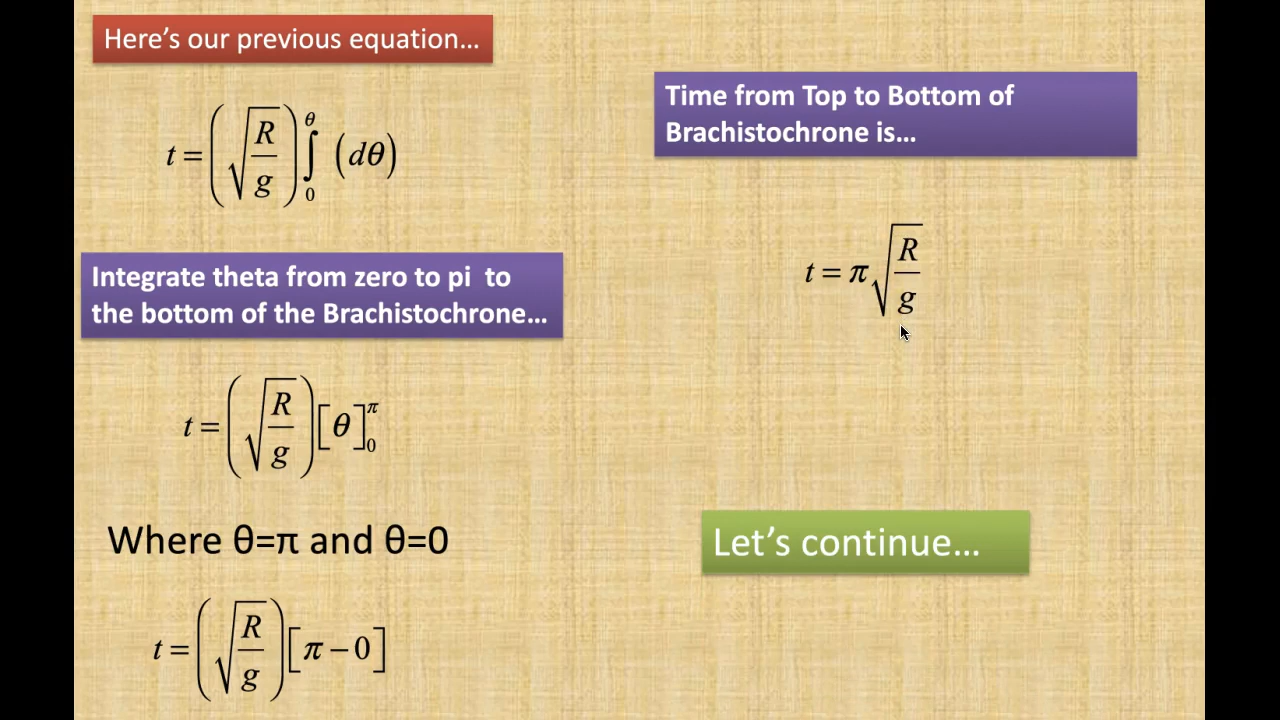 Here’s our previous equation…
t = (√(R/g)) ∫₀^θ (dθ)
Integrate theta from zero to pi to
the bottom of the Brachistochrone…
t = (√(R/g)) [θ]₀^π
Where θ=π and θ=0
t = (√(R/g)) [π − 0]
Time from Top to Bottom of
Brachistochrone is…
t = π√(R/g)
Let’s continue…